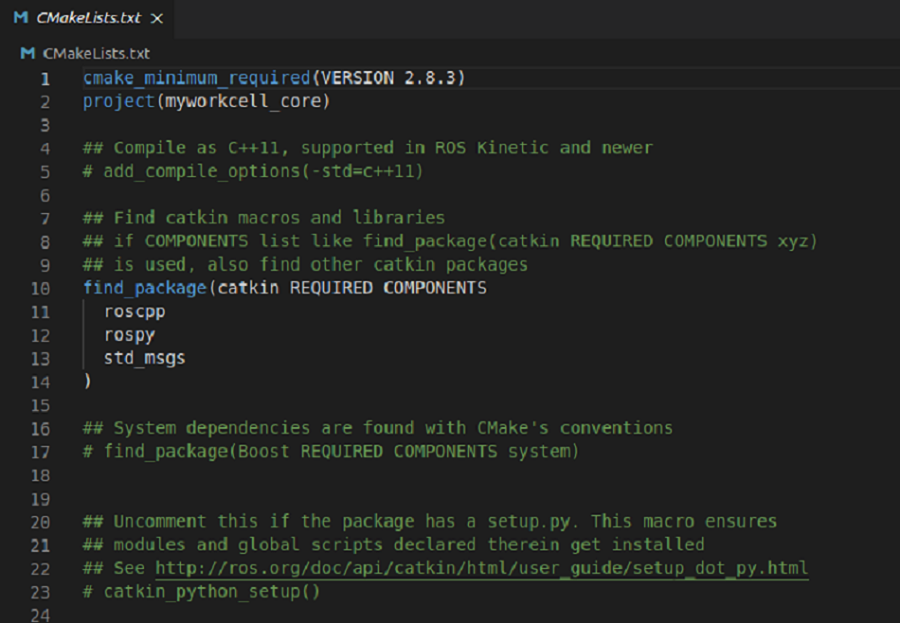 M CMakeLists.txt ×
M CMakeLists.txt
1 cmake_minimum_required(VERSION 2.8.3)
2 project(myworkcell_core)
3
4 ## Compile as C++11, supported in ROS Kinetic and newer
5 # add_compile_options(-std=c++11)
6
7 ## Find catkin macros and libraries
8 ## if COMPONENTS list like find_package(catkin REQUIRED COMPONENTS xyz)
9 ## is used, also find other catkin packages
10 find_package(catkin REQUIRED COMPONENTS
11   roscpp
12   rospy
13   std_msgs
14 )
15
16 ## System dependencies are found with CMake's conventions
17 # find_package(Boost REQUIRED COMPONENTS system)
18
19
20 ## Uncomment this if the package has a setup.py. This macro ensures
21 ## modules and global scripts declared therein get installed
22 ## See http://ros.org/doc/api/catkin/html/user_guide/setup_dot_py.html
23 # catkin_python_setup()
24